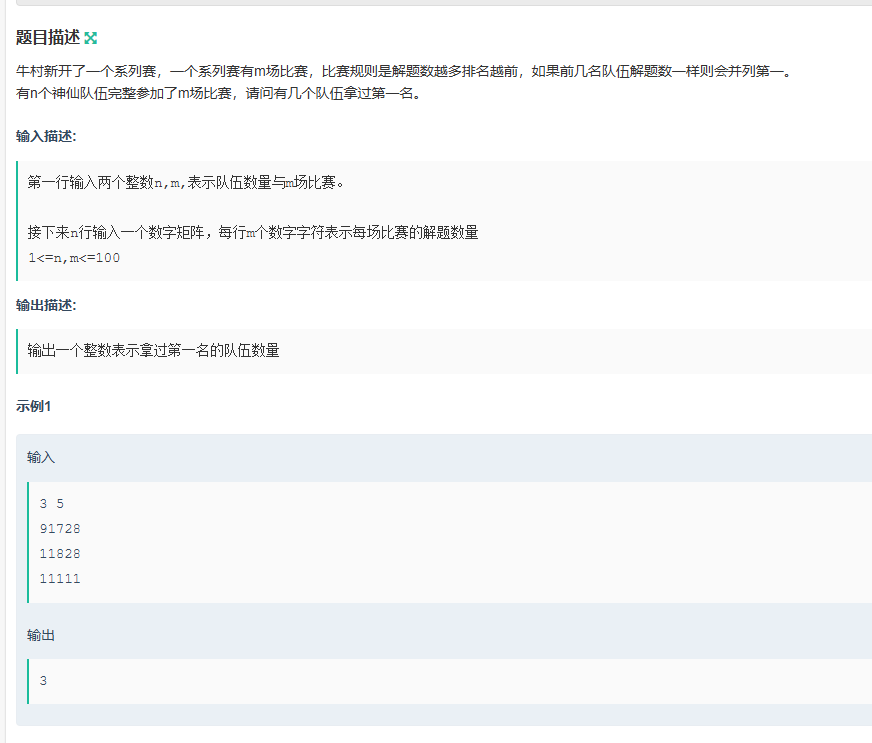 题目描述
牛村新开了一个系列赛，一个系列赛有m场比赛，比赛规则是解题数越多排名越前，如果前几名队伍解题数一样则会并列第一。
有n个神仙队伍完整参加了m场比赛，请问有几个队伍拿过第一名。
输入描述:
第一行输入两个整数n,m,表示队伍数量与m场比赛。
接下来n行输入一个数字矩阵，每行m个数字字符表示每场比赛的解题数量
1<=n,m<=100
输出描述:
输出一个整数表示拿过第一名的队伍数量
示例1
输入
3 5
91728
11828
11111
输出
3